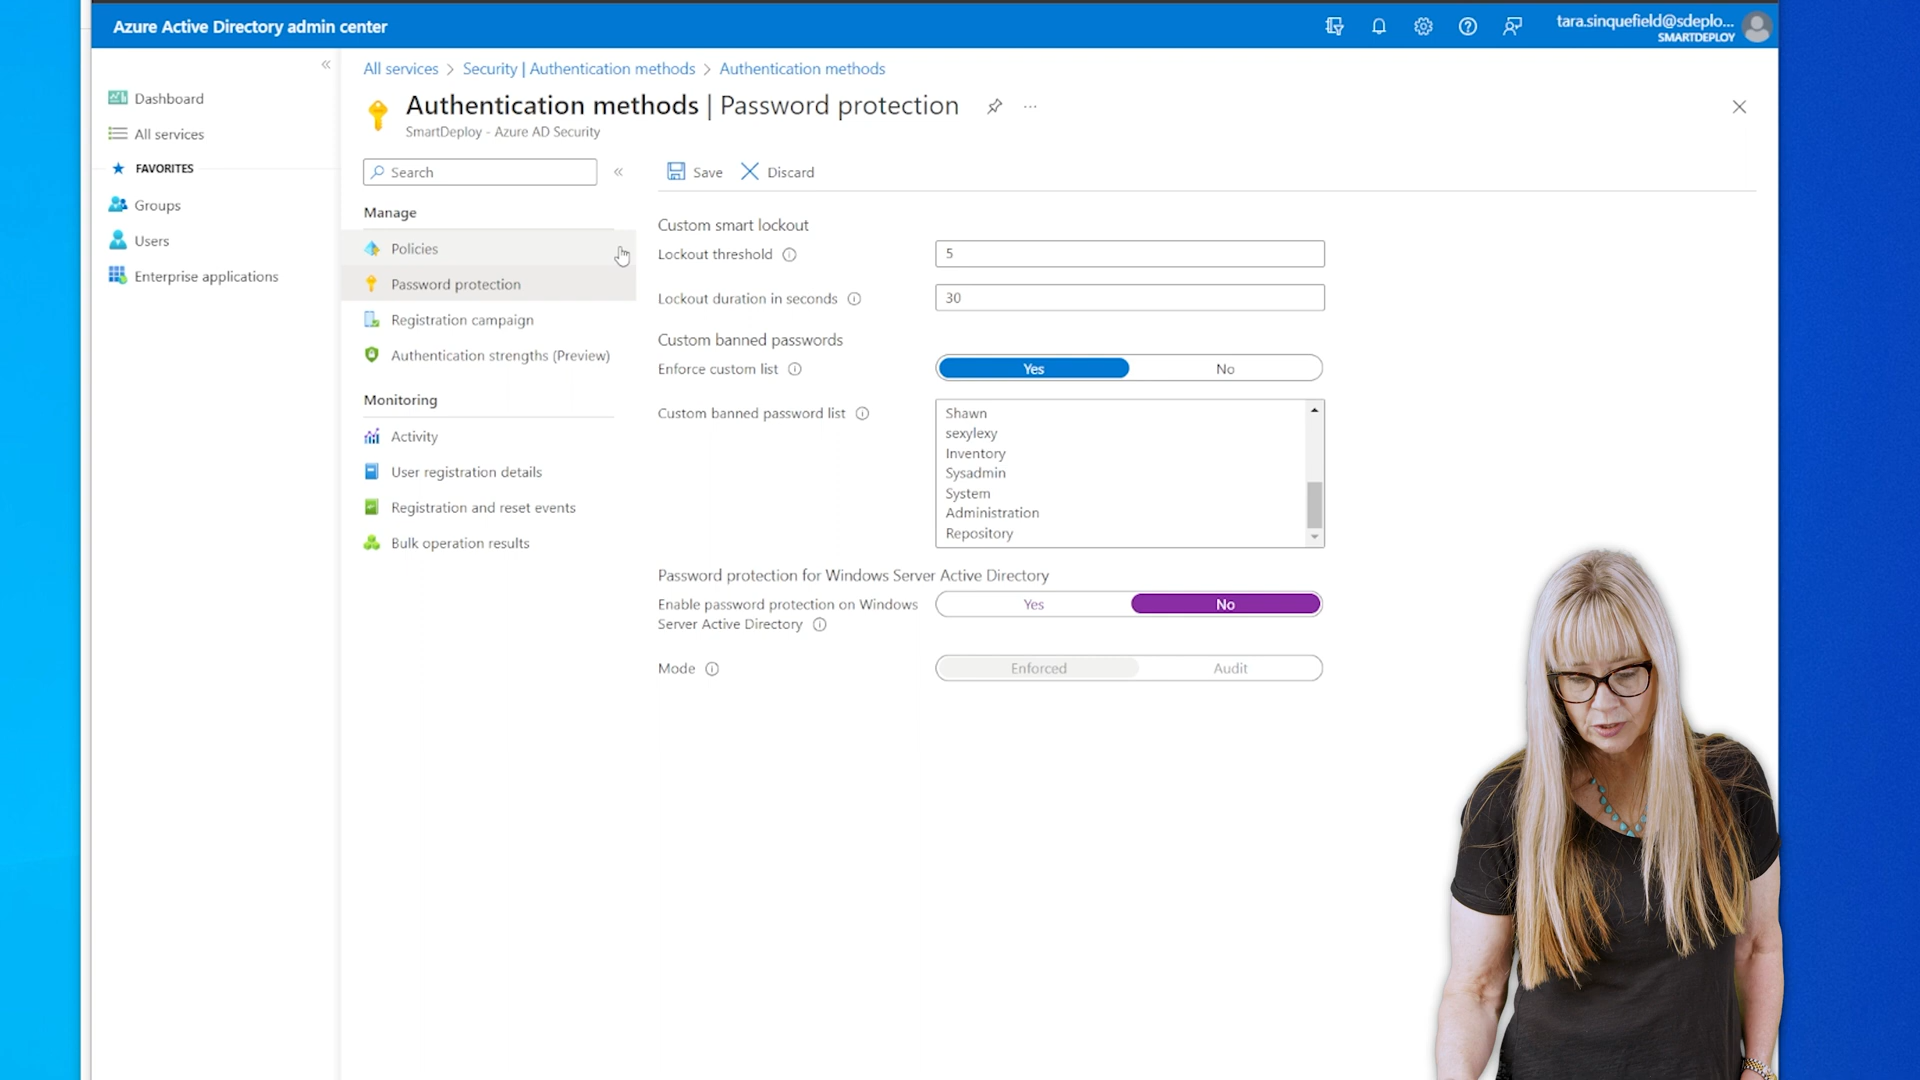 Azure Active Directory admin center
tara.sinquefield@sdeplo...
SMARTDEPLOY
Dashboard
All services
FAVORITES
Groups
Users
Enterprise applications
All services > Security | Authentication methods > Authentication methods
Authentication methods | Password protection
SmartDeploy - Azure AD Security
Search
Save
Discard
Manage
Policies
Password protection
Registration campaign
Authentication strengths (Preview)
Monitoring
Activity
User registration details
Registration and reset events
Bulk operation results
Custom smart lockout
Lockout threshold
5
Lockout duration in seconds
30
Custom banned passwords
Enforce custom list
Yes
No
Custom banned password list
Shawn
sexylexy
Inventory
Sysadmin
System
Administration
Repository
Password protection for Windows Server Active Directory
Enable password protection on Windows
Server Active Directory
Yes
No
Mode
Enforced
Audit